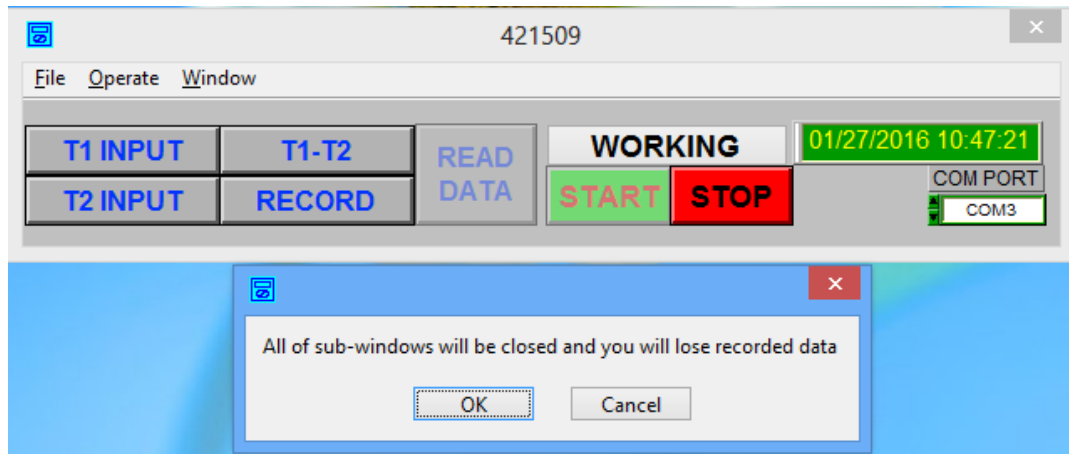 421509
File Operate Window
T1 INPUT T1-T2 READ DATA WORKING 01/27/2016 10:47:21
T2 INPUT RECORD START STOP COM PORT
COM3
All of sub-windows will be closed and you will lose recorded data
OK Cancel